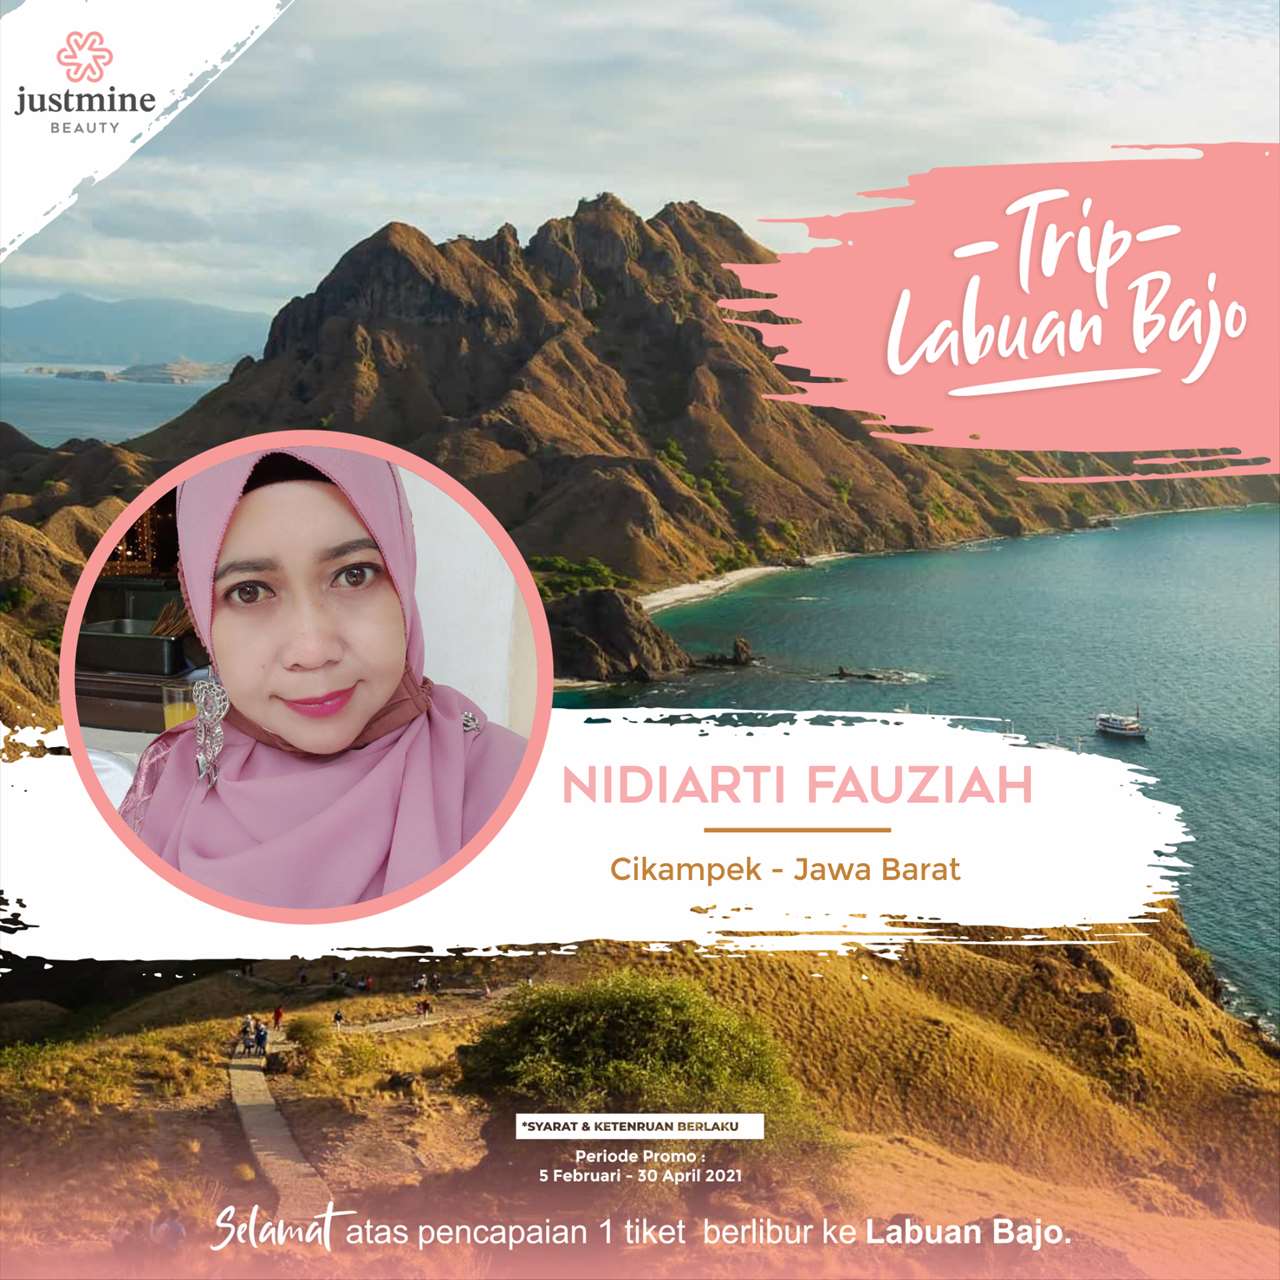 justmine
BEAUTY
-Trip-
Labuan Bajo
NIDIARTI FAUZIAH
Cikampek - Jawa Barat
*SYARAT & KETENRUAN BERLAKU
Periode Promo :
5 Februari - 30 April 2021
Selamat atas pencapaian 1 tiket berlibur ke Labuan Bajo.